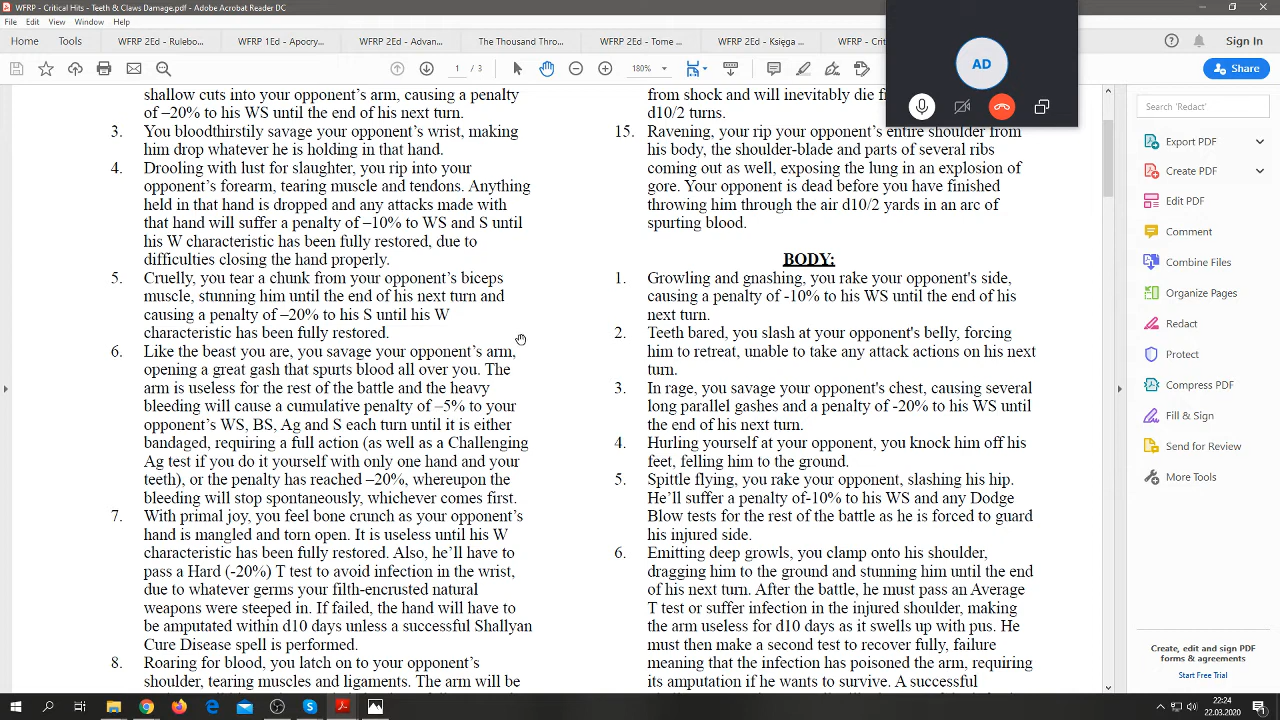 WFRP - Critical Hits - Teeth & Claws Damage.pdf - Adobe Acrobat Reader DC
File Edit View Window Help
Home Tools WFRP 2Ed - Rubio... WFRP 1Ed - Apocry... WFRP 2Ed - Advan... The Thousand Thro... WFRP 2Ed - Tome ... WFRP 2Ed - Księga ... WFRP - Crit Sign In
1 / 3 180% Share
AD
shallow cuts into your opponent's arm, causing a penalty
of –20% to his WS until the end of his next turn.
3. You bloodthirstily savage your opponent's wrist, making
him drop whatever he is holding in that hand.
4. Drooling with lust for slaughter, you rip into your
opponent's forearm, tearing muscle and tendons. Anything
held in that hand is dropped and any attacks made with
that hand will suffer a penalty of –10% to WS and S until
his W characteristic has been fully restored, due to
difficulties closing the hand properly.
5. Cruelly, you tear a chunk from your opponent's biceps
muscle, stunning him until the end of his next turn and
causing a penalty of –20% to his S until his W
characteristic has been fully restored.
6. Like the beast you are, you savage your opponent's arm,
opening a great gash that spurts blood all over you. The
arm is useless for the rest of the battle and the heavy
bleeding will cause a cumulative penalty of –5% to your
opponent's WS, BS, Ag and S each turn until it is either
bandaged, requiring a full action (as well as a Challenging
Ag test if you do it yourself with only one hand and your
teeth), or the penalty has reached –20%, whereupon the
bleeding will stop spontaneously, whichever comes first.
7. With primal joy, you feel bone crunch as your opponent's
hand is mangled and torn open. It is useless until his W
characteristic has been fully restored. Also, he'll have to
pass a Hard (-20%) T test to avoid infection in the wrist,
due to whatever germs your filth-encrusted natural
weapons were steeped in. If failed, the hand will have to
be amputated within d10 days unless a successful Shallyan
Cure Disease spell is performed.
8. Roaring for blood, you latch on to your opponent's
shoulder, tearing muscles and ligaments. The arm will be
from shock and will inevitably die f
d10/2 turns.
15. Ravening, your rip your opponent's entire shoulder from
his body, the shoulder-blade and parts of several ribs
coming out as well, exposing the lung in an explosion of
gore. Your opponent is dead before you have finished
throwing him through the air d10/2 yards in an arc of
spurting blood.
BODY:
1. Growling and gnashing, you rake your opponent's side,
causing a penalty of -10% to his WS until the end of his
next turn.
2. Teeth bared, you slash at your opponent's belly, forcing
him to retreat, unable to take any attack actions on his next
turn.
3. In rage, you savage your opponent's chest, causing several
long parallel gashes and a penalty of -20% to his WS until
the end of his next turn.
4. Hurling yourself at your opponent, you knock him off his
feet, felling him to the ground.
5. Spittle flying, you rake your opponent, slashing his hip.
He'll suffer a penalty of-10% to his WS and any Dodge
Blow tests for the rest of the battle as he is forced to guard
his injured side.
6. Emitting deep growls, you clamp onto his shoulder,
dragging him to the ground and stunning him until the end
of his next turn. After the battle, he must pass an Average
T test or suffer infection in the injured shoulder, making
the arm useless for d10 days as it swells up with pus. He
must then make a second test to recover fully, failure
meaning that the infection has poisoned the arm, requiring
its amputation if he wants to survive. A successful
Search 'Redact'
Export PDF
Create PDF
Edit PDF
Comment
Combine Files
Organize Pages
Redact
Protect
Compress PDF
Fill & Sign
Send for Review
More Tools
Create, edit and sign PDF
forms & agreements
Start Free Trial
22:24
22.03.2020